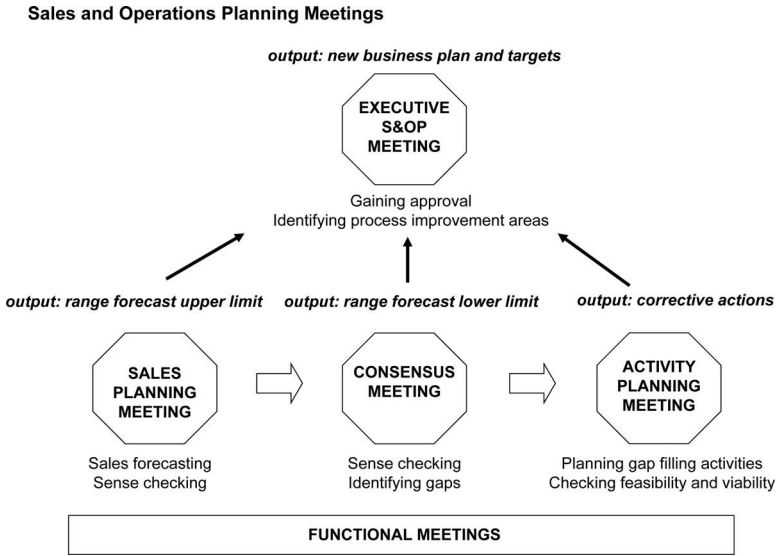 Sales and Operations Planning Meetings
output: new business plan and targets
EXECUTIVE
S&OP
MEETING
Gaining approval
Identifying process improvement areas
output: range forecast upper limit
output: range forecast lower limit
output: corrective actions
SALES
PLANNING
MEETING
CONSENSUS
MEETING
ACTIVITY
PLANNING
MEETING
Sales forecasting
Sense checking
Sense checking
Identifying gaps
Planning gap filling activities
Checking feasibility and viability
FUNCTIONAL MEETINGS